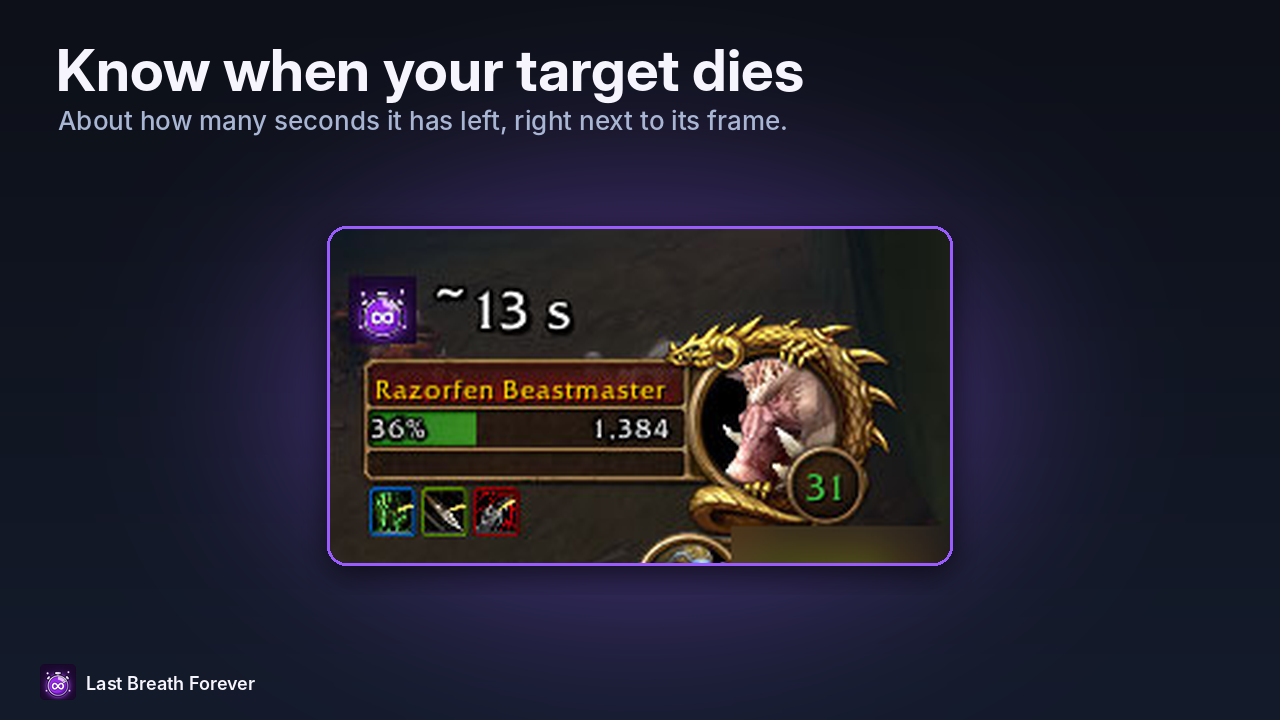 Know when your target dies
About how many seconds it has left, right next to its frame.
~13 s
Razorfen Beastmaster
36% 1,384
31
Last Breath Forever